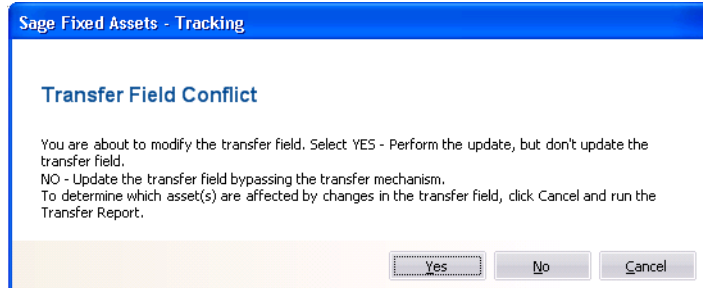 Sage Fixed Assets - Tracking
Transfer Field Conflict
You are about to modify the transfer field. Select YES - Perform the update, but don't update the
transfer field.
NO - Update the transfer field bypassing the transfer mechanism.
To determine which asset(s) are affected by changes in the transfer field, click Cancel and run the
Transfer Report.
Yes No Cancel